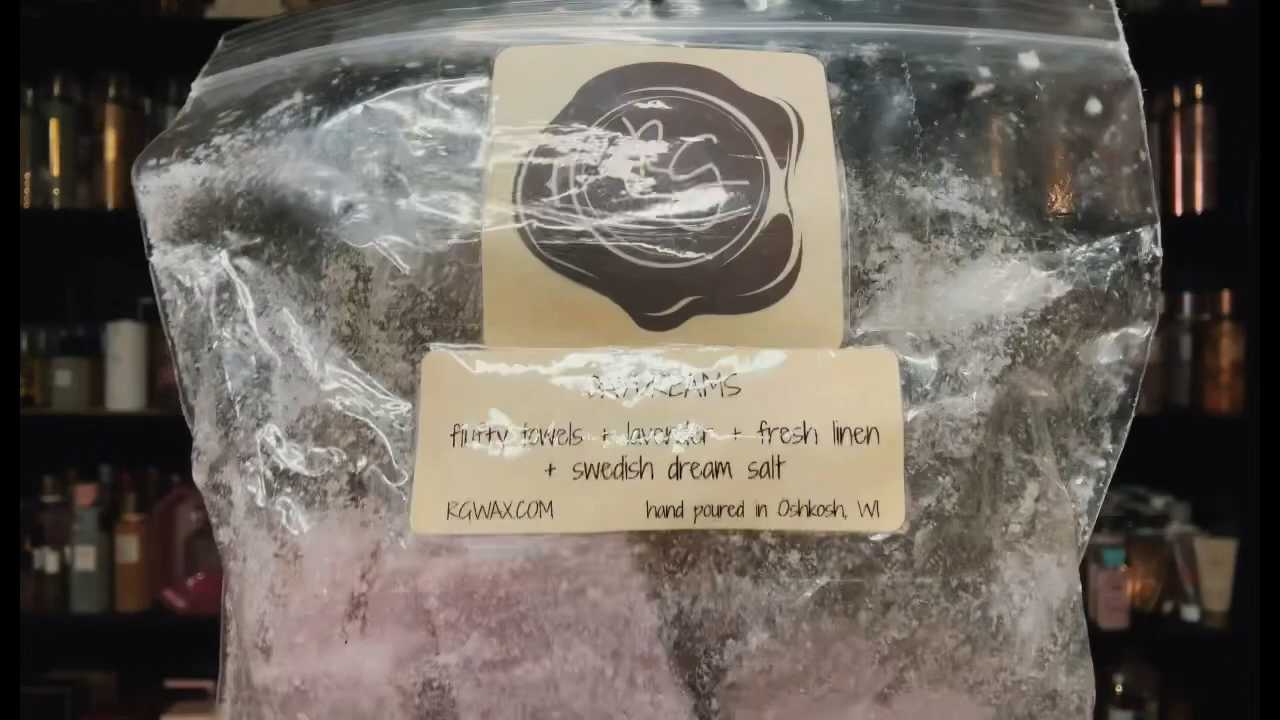 fluffy towels + lavender + fresh linen
+ swedish dream salt
RGWAX.COM
hand poured in Oshkosh, WI